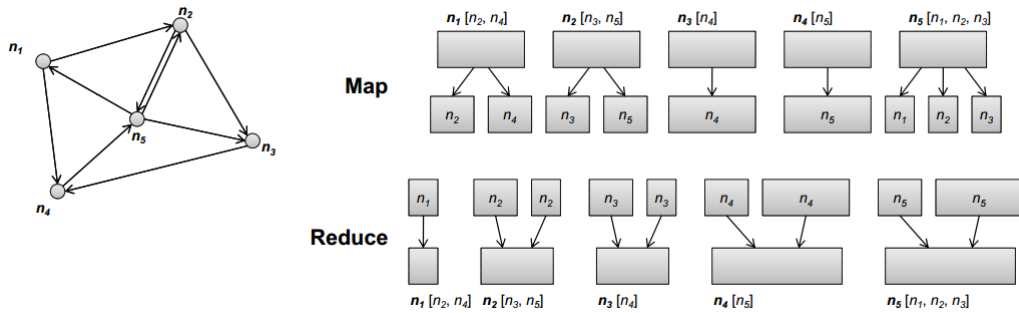 n₂
n₁
n₅
n₃
n₄
n₁ [n₂, n₄] n₂ [n₃, n₅] n₃ [n₄] n₄ [n₅] n₅ [n₁, n₂, n₃]
Map
n₂ n₄ n₃ n₅ n₄ n₅ n₁ n₂ n₃
n₁ n₂ n₂ n₃ n₃ n₄ n₄ n₅ n₅
Reduce
n₁ [n₂, n₄] n₂ [n₃, n₅] n₃ [n₄] n₄ [n₅] n₅ [n₁, n₂, n₃]